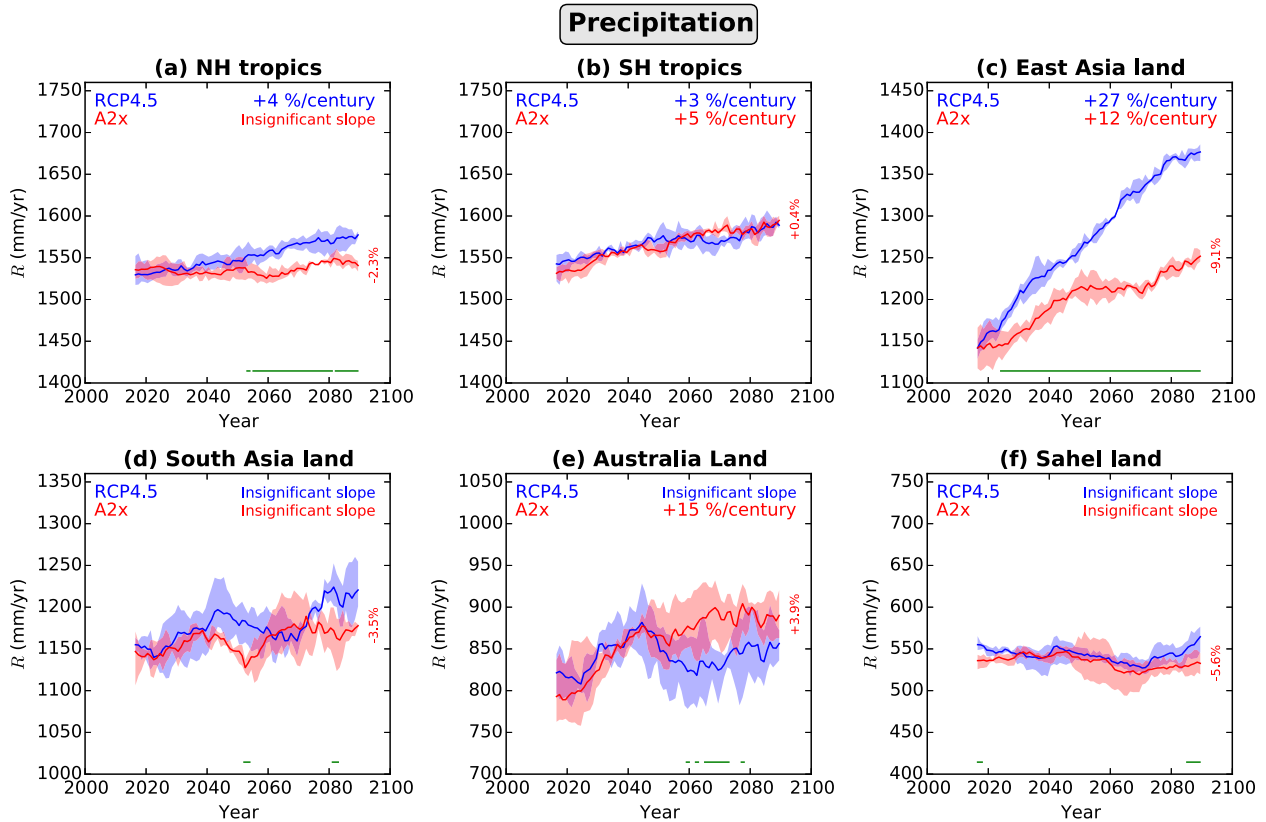 Precipitation
(a) NH tropics
RCP4.5 +4 %/century
A2x Insignificant slope
1750
1700
1650
1600
1550
1500
1450
1400
R (mm/yr)
-2.3%
2000 2020 2040 2060 2080 2100
Year
(b) SH tropics
RCP4.5 +3 %/century
A2x +5 %/century
1750
1700
1650
1600
1550
1500
1450
1400
R (mm/yr)
+0.4%
2000 2020 2040 2060 2080 2100
Year
(c) East Asia land
RCP4.5 +27 %/century
A2x +12 %/century
1450
1400
1350
1300
1250
1200
1150
1100
R (mm/yr)
-9.1%
2000 2020 2040 2060 2080 2100
Year
(d) South Asia land
RCP4.5 Insignificant slope
A2x Insignificant slope
1350
1300
1250
1200
1150
1100
1050
1000
R (mm/yr)
-3.5%
2000 2020 2040 2060 2080 2100
Year
(e) Australia Land
RCP4.5 Insignificant slope
A2x +15 %/century
1050
1000
950
900
850
800
750
700
R (mm/yr)
+3.9%
2000 2020 2040 2060 2080 2100
Year
(f) Sahel land
RCP4.5 Insignificant slope
A2x Insignificant slope
750
700
650
600
550
500
450
400
R (mm/yr)
-5.6%
2000 2020 2040 2060 2080 2100
Year